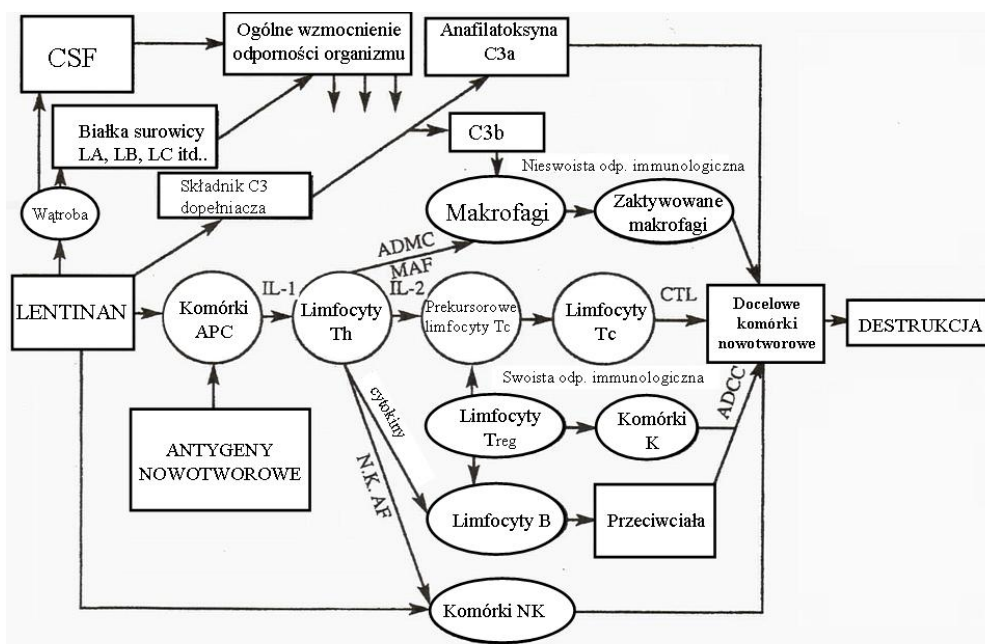 CSF
Ogólne wzmocnienie
odporności organizmu
Anafilatoksyna
C3a
Białka surowicy
LA, LB, LC itd..
C3b
Składnik C3
dopełniacza
Nieswoista odp. immunologiczna
Wątroba
Makrofagi
Zaktywowane
makrofagi
ADMC
MAF
LENTINAN
Komórki
APC
IL-1
Limfocyty
Th
IL-2
Prekursorowe
limfocyty Tc
Limfocyty
Tc
CTL
Docelowe
komórki
nowotworowe
DESTRUKCJA
Swoista odp. immunologiczna
cytokiny
Limfocyty
Treg
Komórki
K
ADCC
ANTYGENY
NOWOTWOROWE
N.K. AF
Limfocyty B
Przeciwciała
Komórki NK